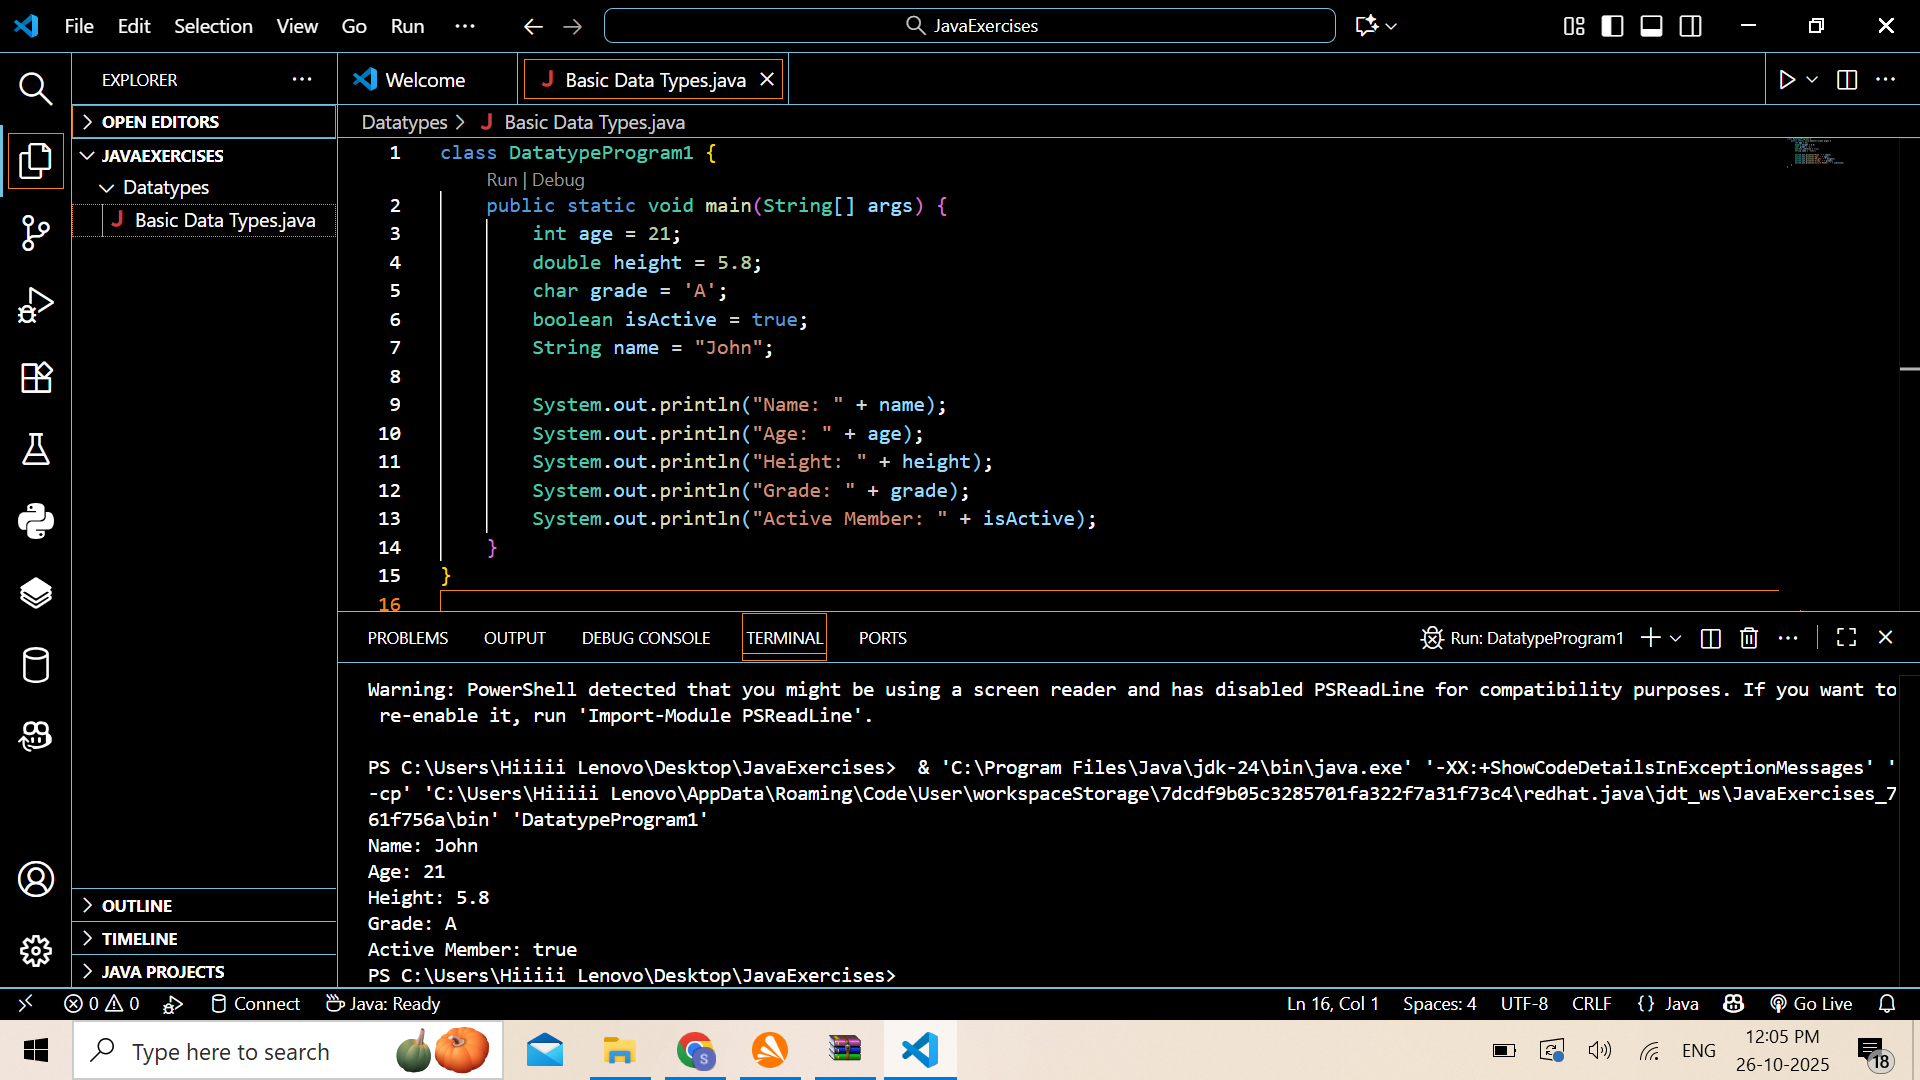 File Edit Selection View Go Run ··· JavaExercises
EXPLORER ···
OPEN EDITORS
JAVAEXERCISES
Datatypes
J Basic Data Types.java
OUTLINE
TIMELINE
JAVA PROJECTS
Welcome J Basic Data Types.java
Datatypes > J Basic Data Types.java
1 class DatatypeProgram1 {
Run | Debug
2 public static void main(String[] args) {
3 int age = 21;
4 double height = 5.8;
5 char grade = 'A';
6 boolean isActive = true;
7 String name = "John";
8
9 System.out.println("Name: " + name);
10 System.out.println("Age: " + age);
11 System.out.println("Height: " + height);
12 System.out.println("Grade: " + grade);
13 System.out.println("Active Member: " + isActive);
14 }
15 }
16
PROBLEMS OUTPUT DEBUG CONSOLE TERMINAL PORTS Run: DatatypeProgram1
Warning: PowerShell detected that you might be using a screen reader and has disabled PSReadLine for compatibility purposes. If you want to
re-enable it, run 'Import-Module PSReadLine'.
PS C:\Users\Hiiiii Lenovo\Desktop\JavaExercises>  & 'C:\Program Files\Java\jdk-24\bin\java.exe' '-XX:+ShowCodeDetailsInExceptionMessages' '
-cp' 'C:\Users\Hiiiii Lenovo\AppData\Roaming\Code\User\workspaceStorage\7dcdf9b05c3285701fa322f7a31f73c4\redhat.java\jdt_ws\JavaExercises_7
61f756a\bin' 'DatatypeProgram1'
Name: John
Age: 21
Height: 5.8
Grade: A
Active Member: true
PS C:\Users\Hiiiii Lenovo\Desktop\JavaExercises>
0 0 Connect Java: Ready Ln 16, Col 1 Spaces: 4 UTF-8 CRLF {} Java Go Live
Type here to search ENG 12:05 PM
26-10-2025 18
S